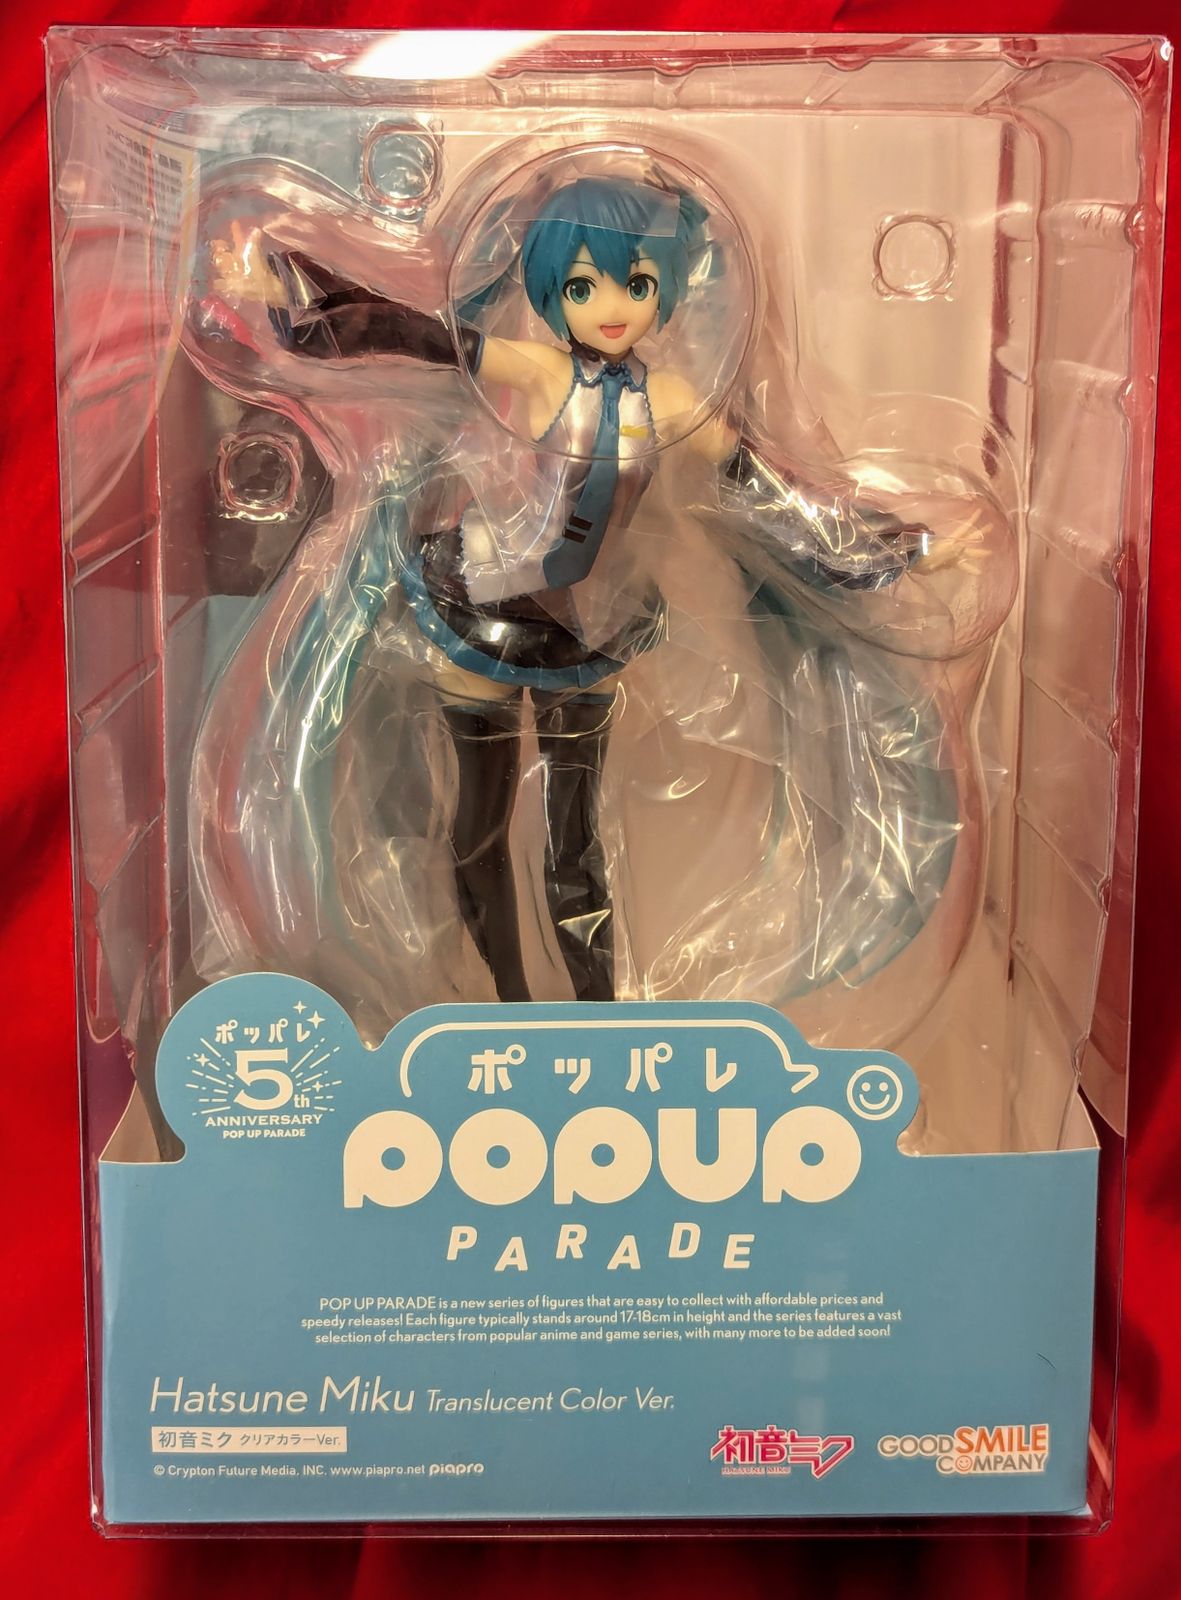 ポッパレ
5th
ANNIVERSARY
POP UP PARADE
ポッパレ
POPUP
PARADE
POP UP PARADE is a new series of figures that are easy to collect with affordable prices and
speedy releases! Each figure typically stands around 17-18cm in height and the series features a vast
selection of characters from popular anime and game series, with many more to be added soon!
Hatsune Miku Translucent Color Ver.
初音ミク クリアカラーVer.
© Crypton Future Media, INC. www.piapro.net piapro
初音ミク
HATSUNE MIKU
GOOD SMILE
COMPANY